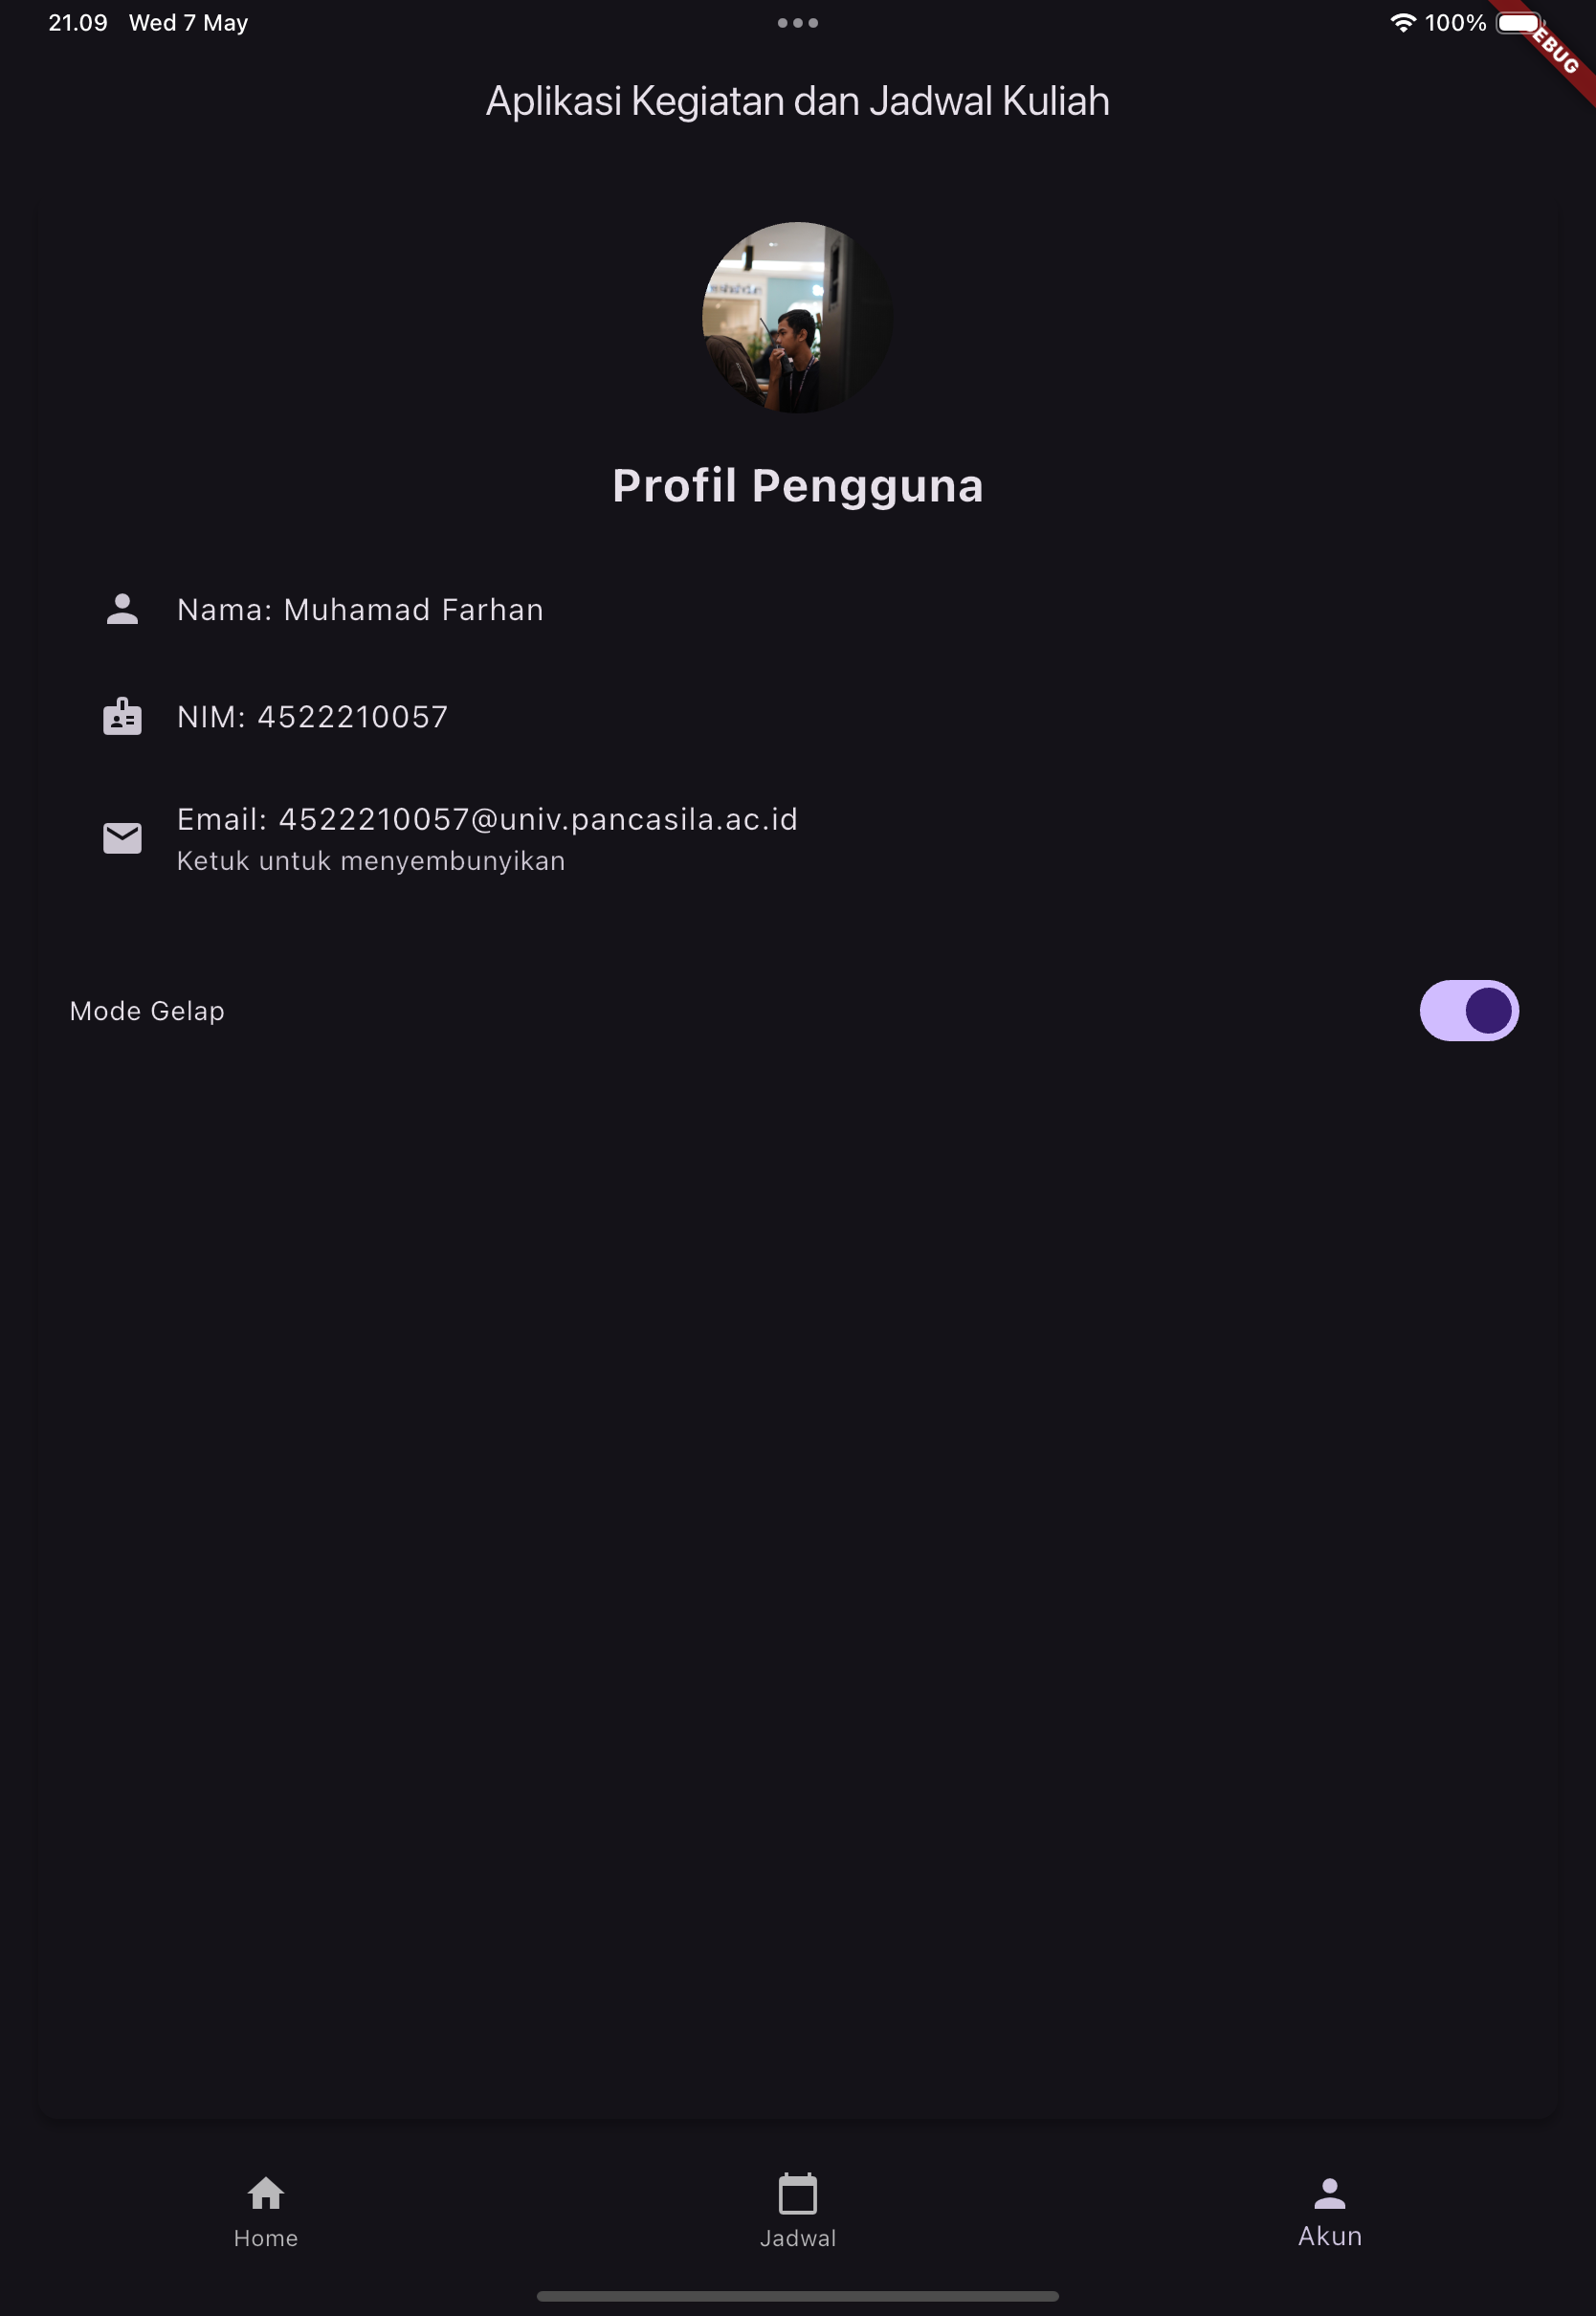 21.09 Wed 7 May
100%
EBUG
Aplikasi Kegiatan dan Jadwal Kuliah
Profil Pengguna
Nama: Muhamad Farhan
NIM: 4522210057
Email: 4522210057@univ.pancasila.ac.id
Ketuk untuk menyembunyikan
Mode Gelap
Home
Jadwal
Akun